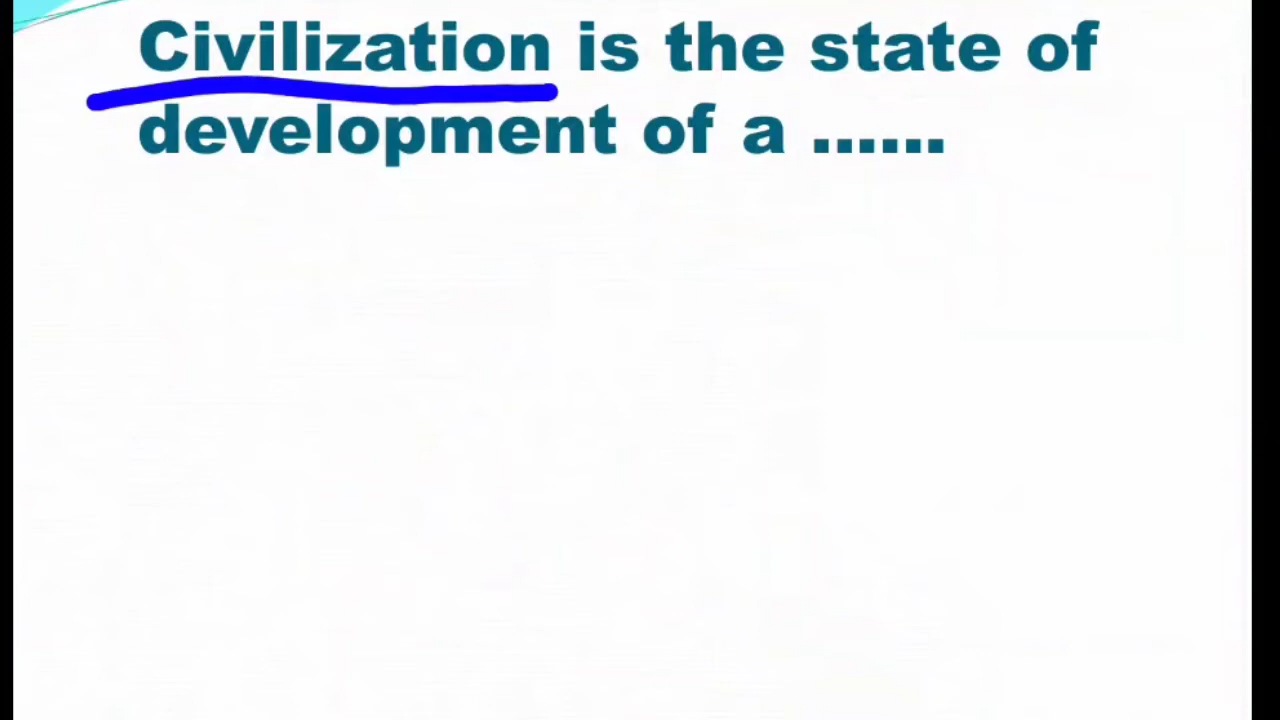 Civilization is the state of
development of a ......